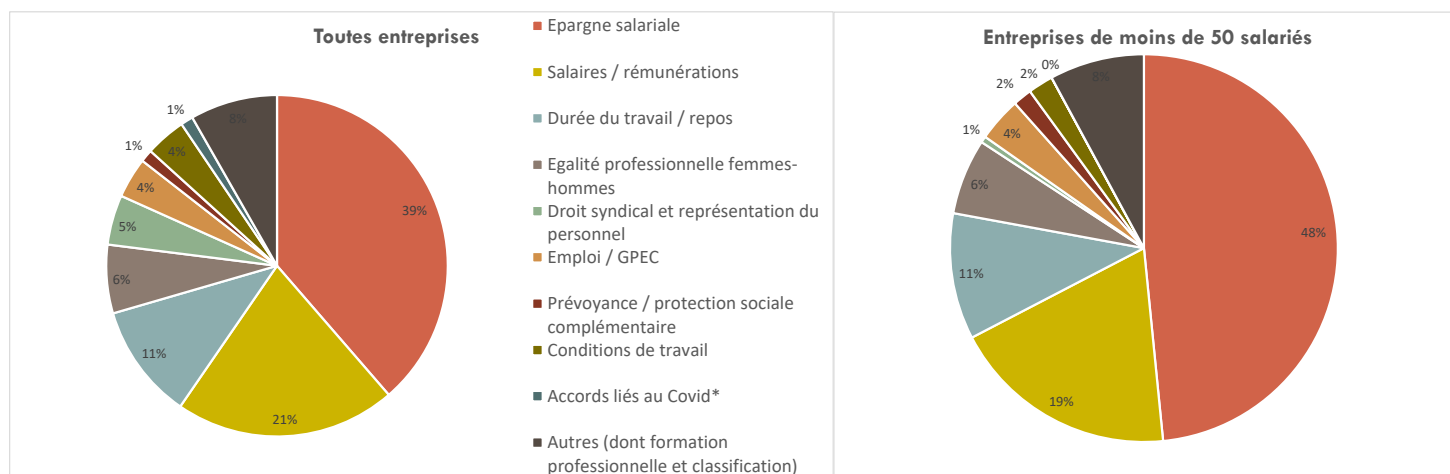 Toutes entreprises
39%
21%
11%
6%
5%
4%
1%
4%
1%
8%
Epargne salariale
Salaires / rémunérations
Durée du travail / repos
Egalité professionnelle femmes-
hommes
Droit syndical et représentation du
personnel
Emploi / GPEC
Prévoyance / protection sociale
complémentaire
Conditions de travail
Accords liés au Covid*
Autres (dont formation
professionnelle et classification)
Entreprises de moins de 50 salariés
48%
19%
11%
6%
1%
4%
2%
2%
0%
8%